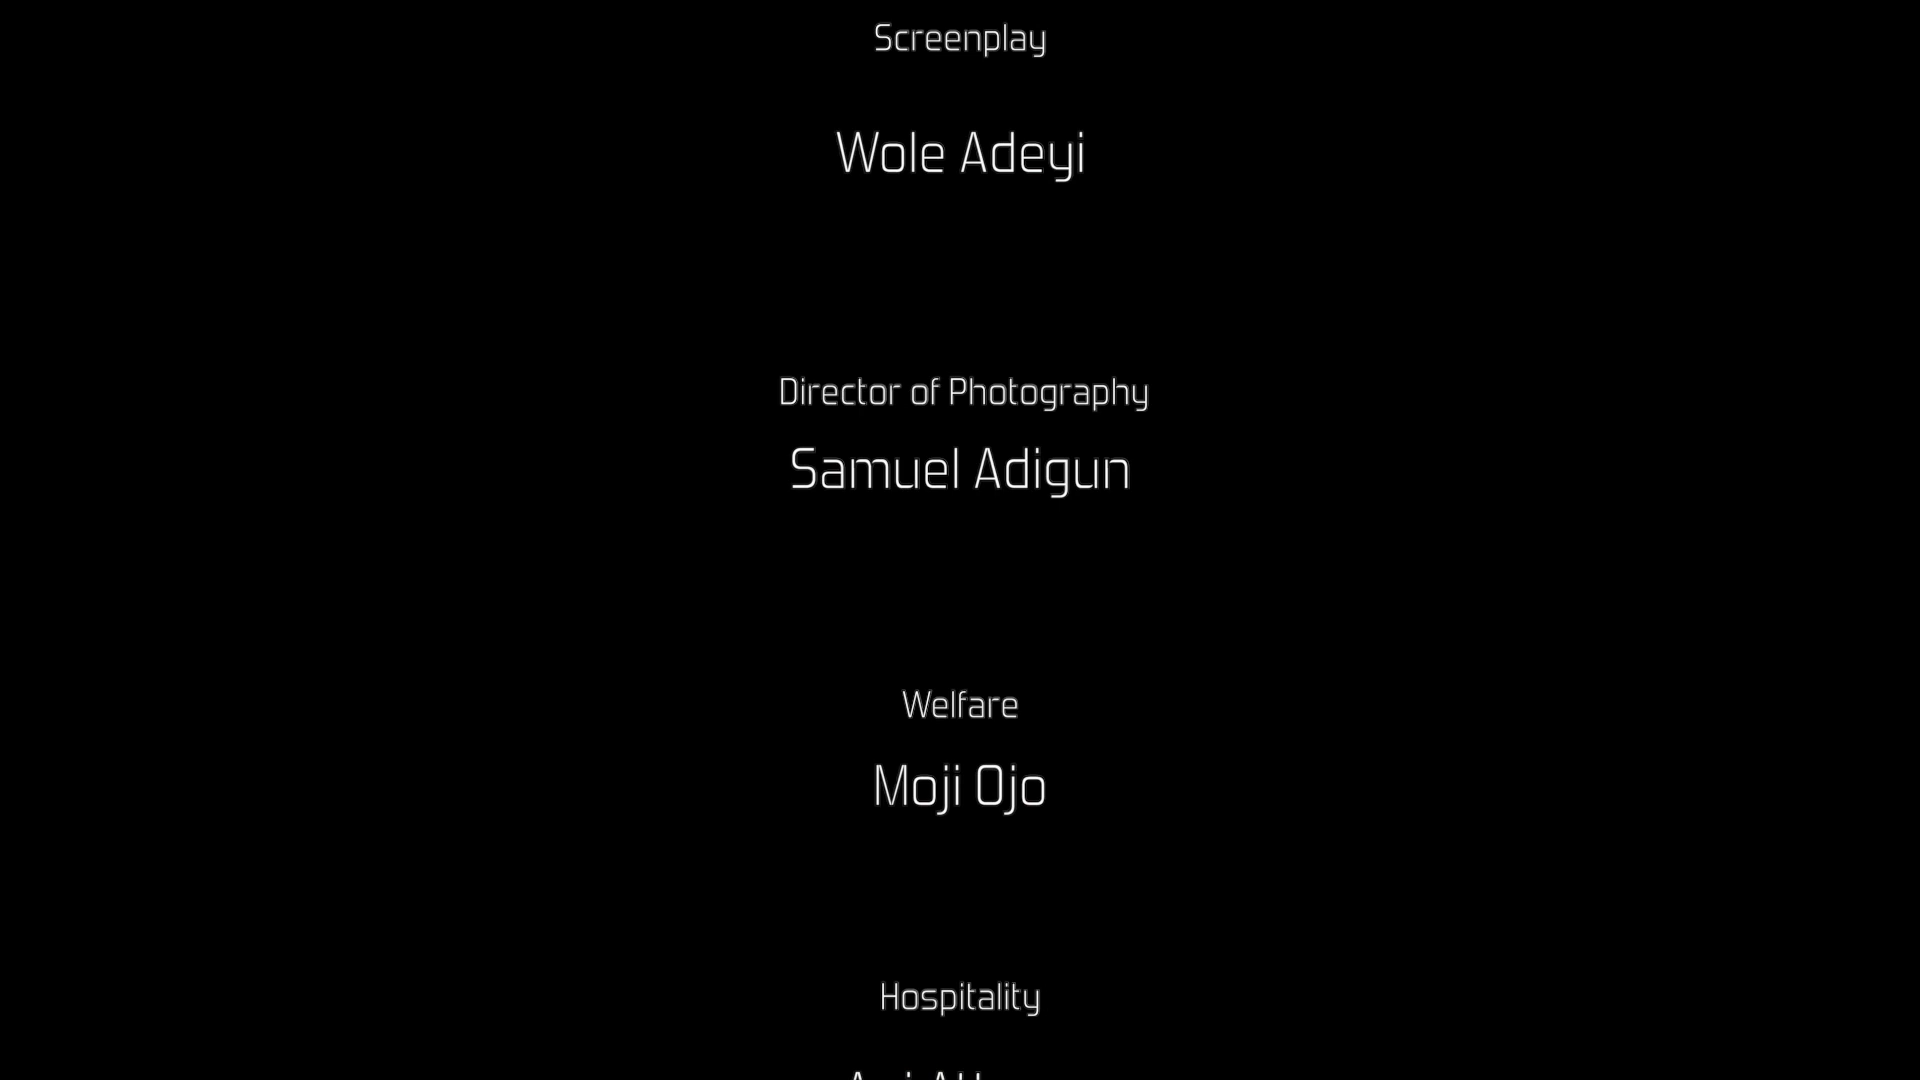 Screenplay
Wole Adeyi
Director of Photography
Samuel Adigun
Welfare
Moji Ojo
Hospitality